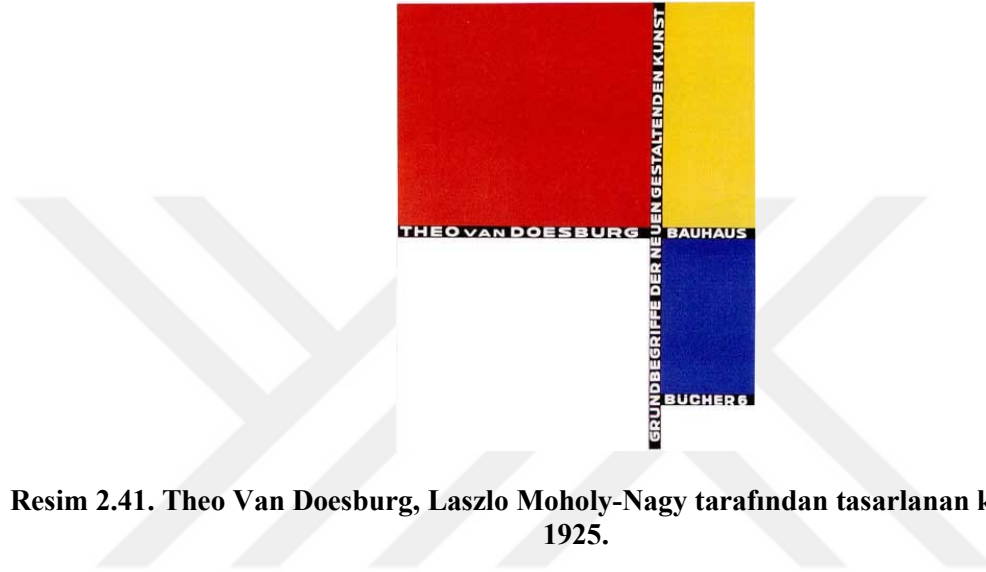 GRUNDBEGRIFFE DER NEUEN GESTALTENDEN KUNST
THEO VAN DOESBURG
BAUHAUS
BUCHER 6
Resim 2.41. Theo Van Doesburg, Laszlo Moholy-Nagy tarafından tasarlanan
1925.